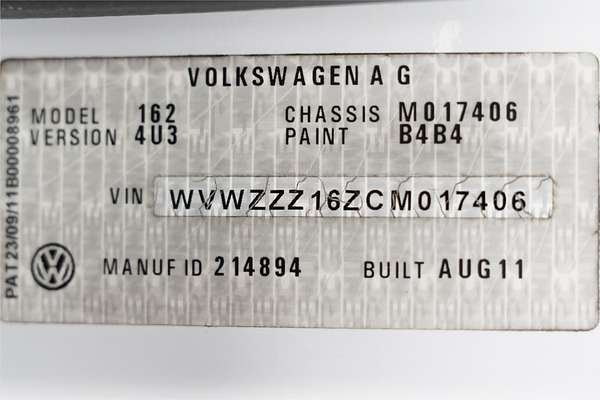 VOLKSWAGEN A G
MODEL 162 CHASSIS M017406
VERSION 4U3 PAINT B4B4
VIN WVWZZZ16ZCM017406
MANUF ID 214894 BUILT AUG11
PAT23/09/11B00008961